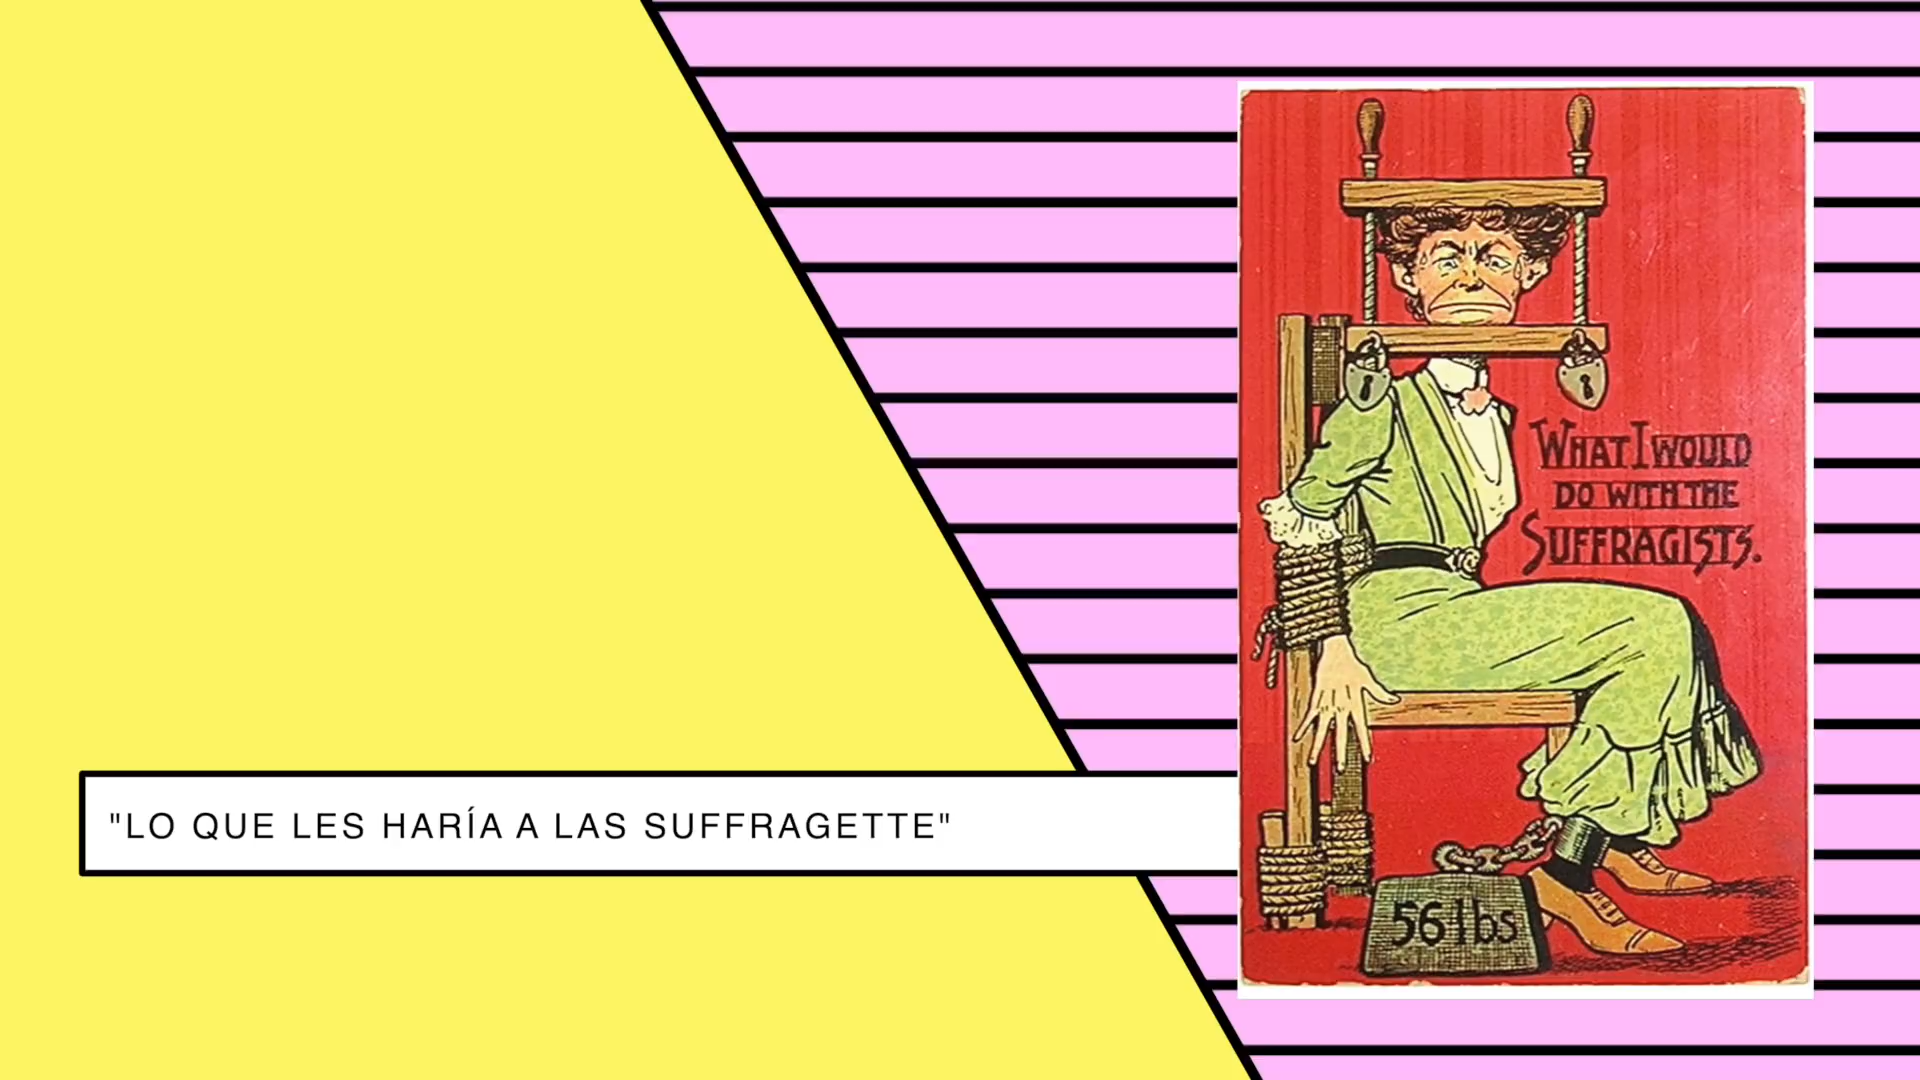 WHAT I WOULD
DO WITH THE
SUFFRAGISTS.
"LO QUE LES HARÍA A LAS SUFFRAGETTE"
56 lbs